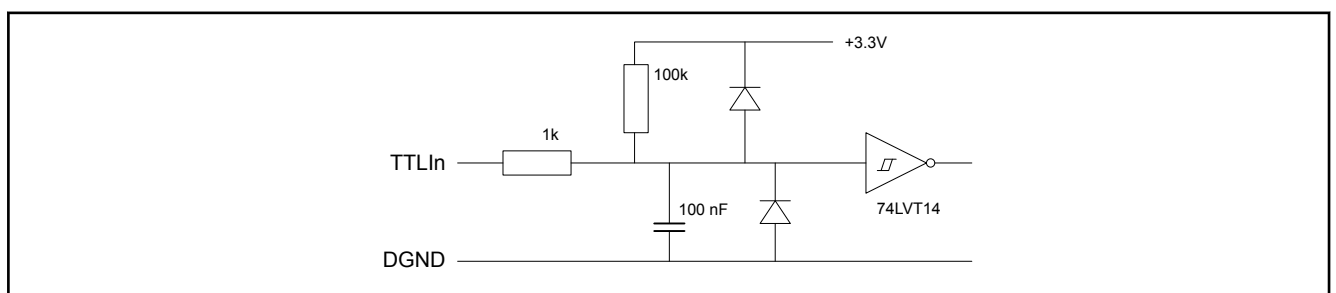 +3.3V
100k
1k
TTLIn
100 nF
74LVT14
DGND